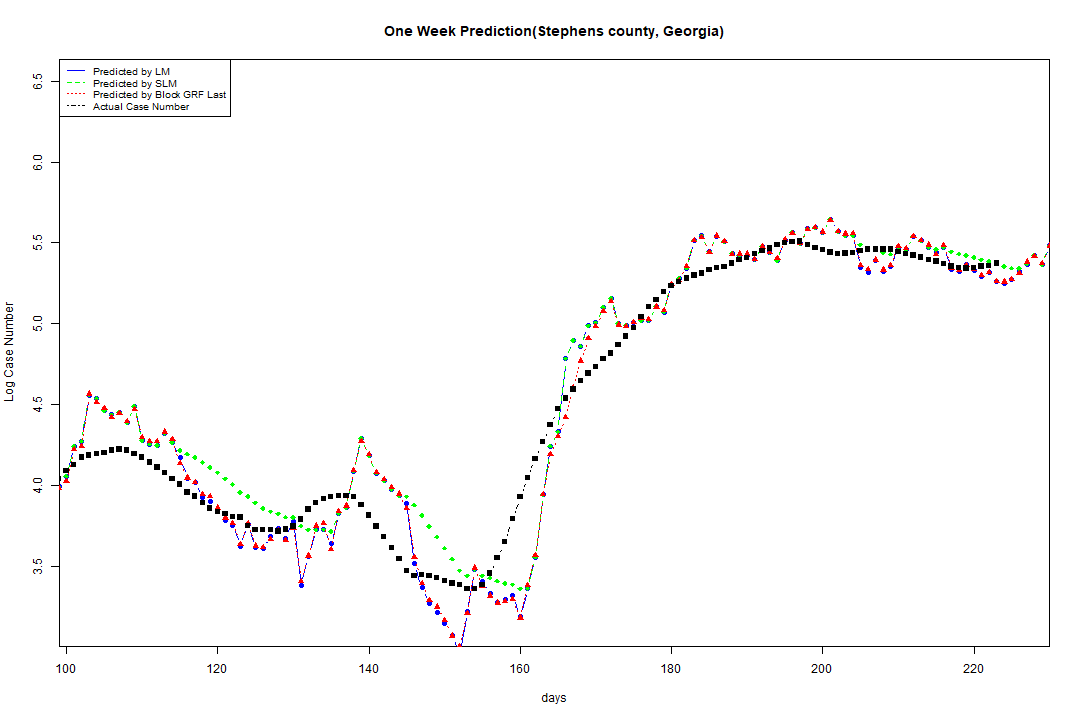 One Week Prediction(Stephens county, Georgia)
Predicted by LM
Predicted by SLM
Predicted by Block GRF Last
Actual Case Number
6.5
6.0
5.5
5.0
4.5
4.0
3.5
Log Case Number
100 120 140 160 180 200 220
days